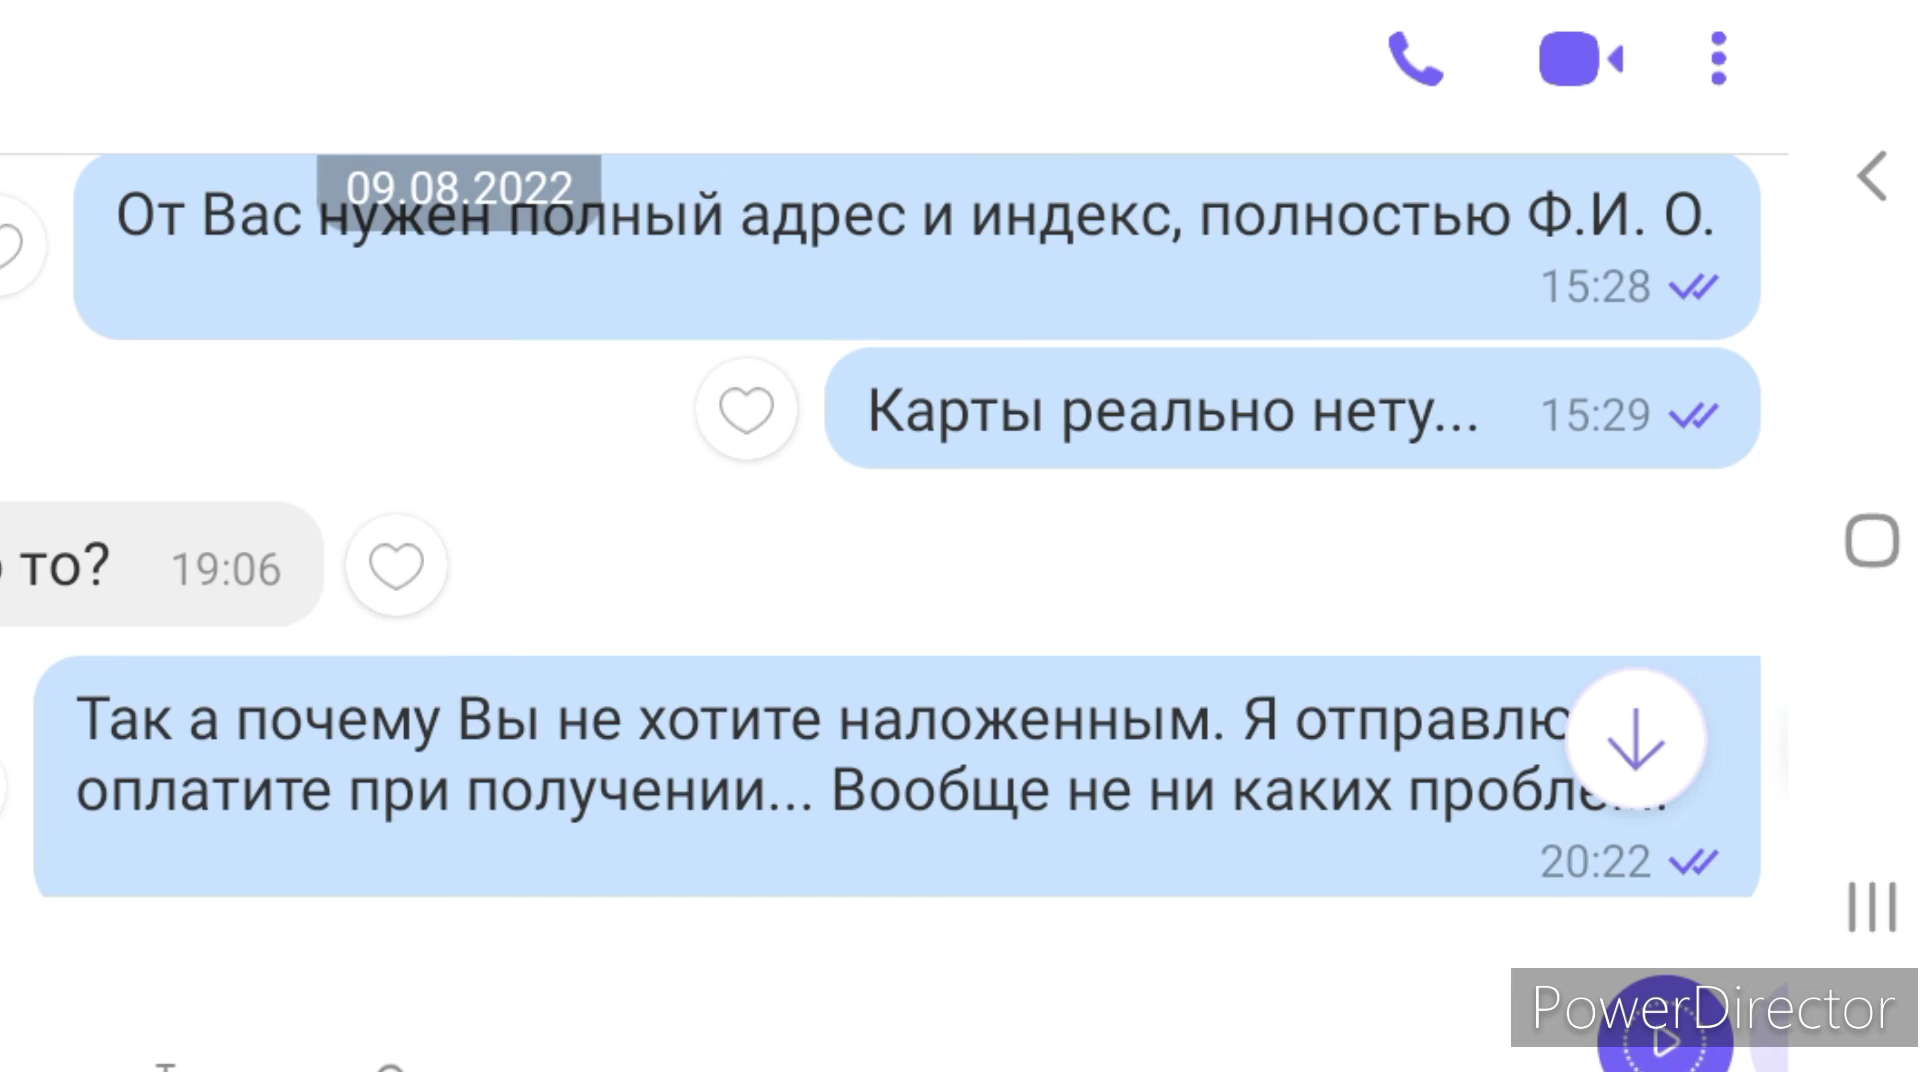 09.08.2022
От Вас нужен полный адрес и индекс, полностью Ф.И. О.
15:28
Карты реально нету... 15:29
то? 19:06
Так а почему Вы не хотите наложенным. Я отправлю
оплатите при получении... Вообще не ни каких
20:22
PowerDirector